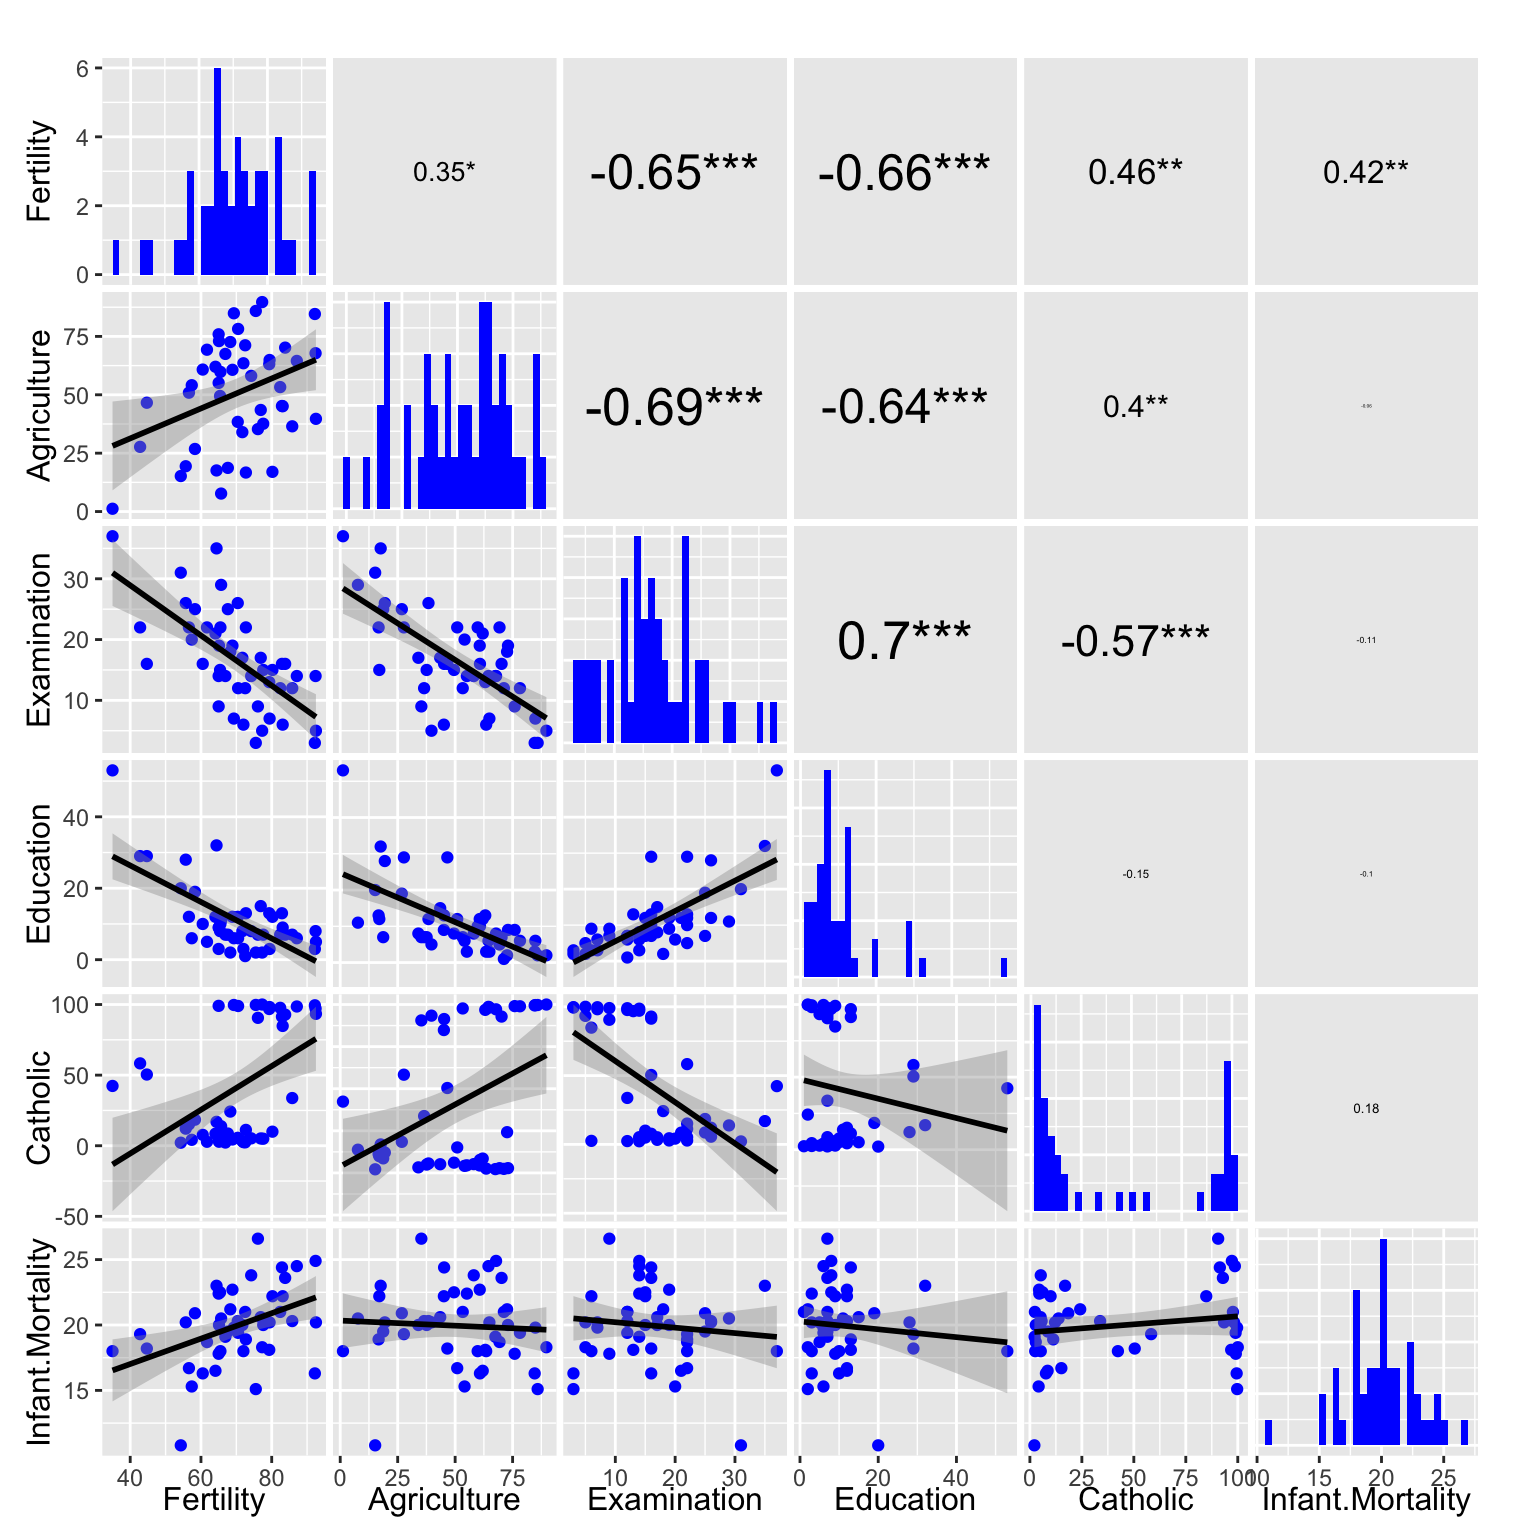 6
4
2
0
Fertility
0.35*
-0.65***
-0.66***
0.46**
0.42**
75
50
25
0
Agriculture
-0.69***
-0.64***
0.4**
-0.06
30
20
10
Examination
0.7***
-0.57***
-0.11
40
20
0
Education
-0.15
-0.1
100
50
0
-50
Catholic
0.18
25
20
15
Infant.Mortality
40 60 80
0 25 50 75
10 20 30
0 20 40
0 25 50 75 100
10 15 20 25
Fertility Agriculture Examination Education Catholic Infant.Mortality